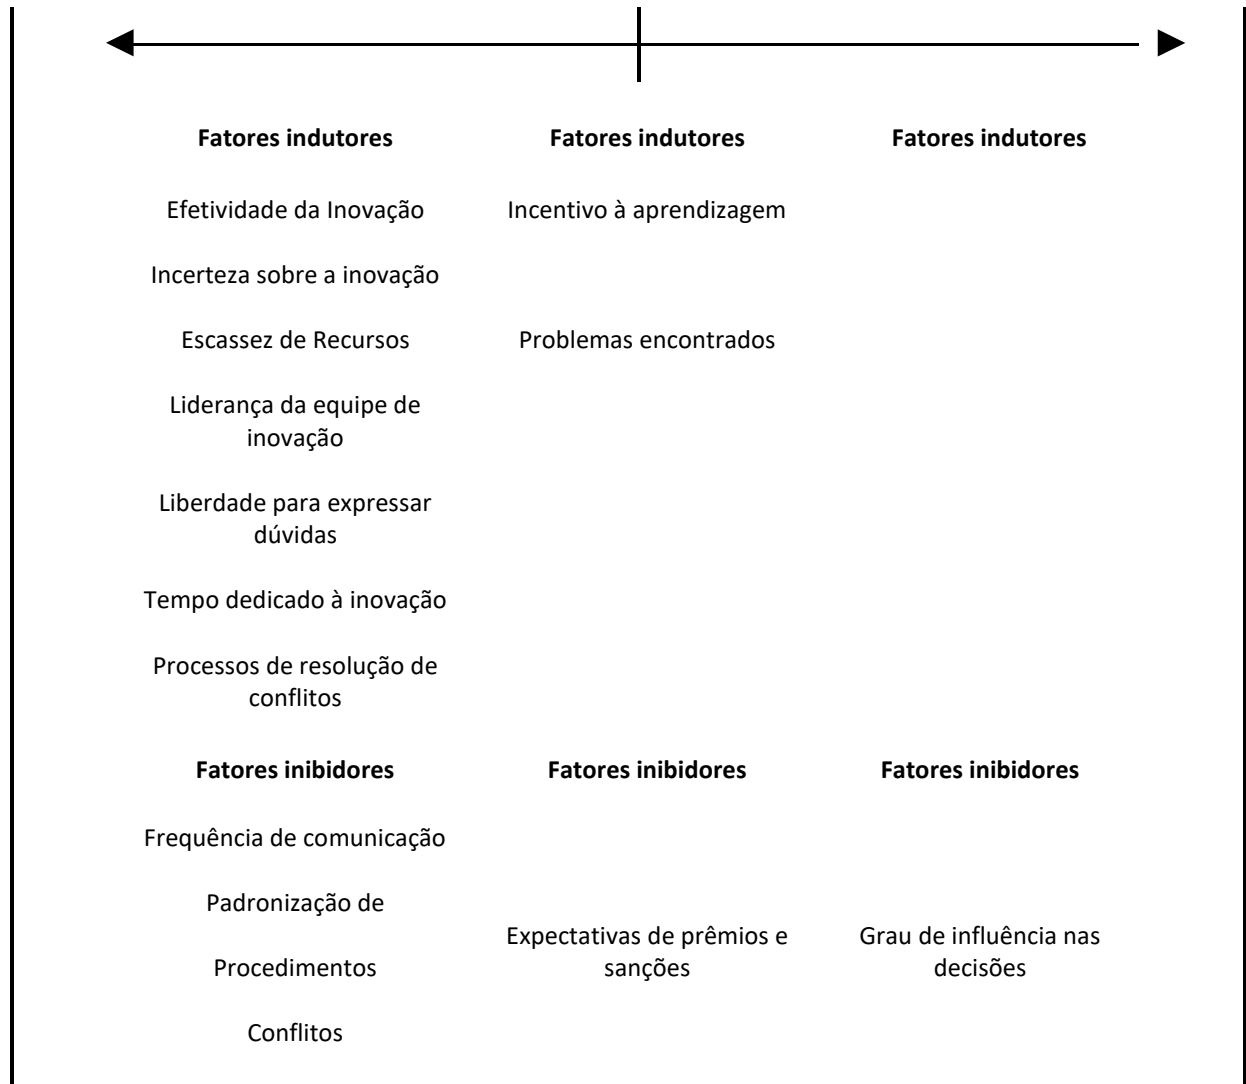 Fatores indutores Fatores indutores Fatores indutores
Efetividade da Inovação Incentivo à aprendizagem
Incerteza sobre a inovação
Escassez de Recursos Problemas encontrados
Liderança da equipe de
inovação
Liberdade para expressar
dúvidas
Tempo dedicado à inovação
Processos de resolução de
conflitos
Fatores inibidores Fatores inibidores Fatores inibidores
Frequência de comunicação
Padronização de
Expectativas de prêmios e Grau de influência nas
Procedimentos sanções decisões
Conflitos